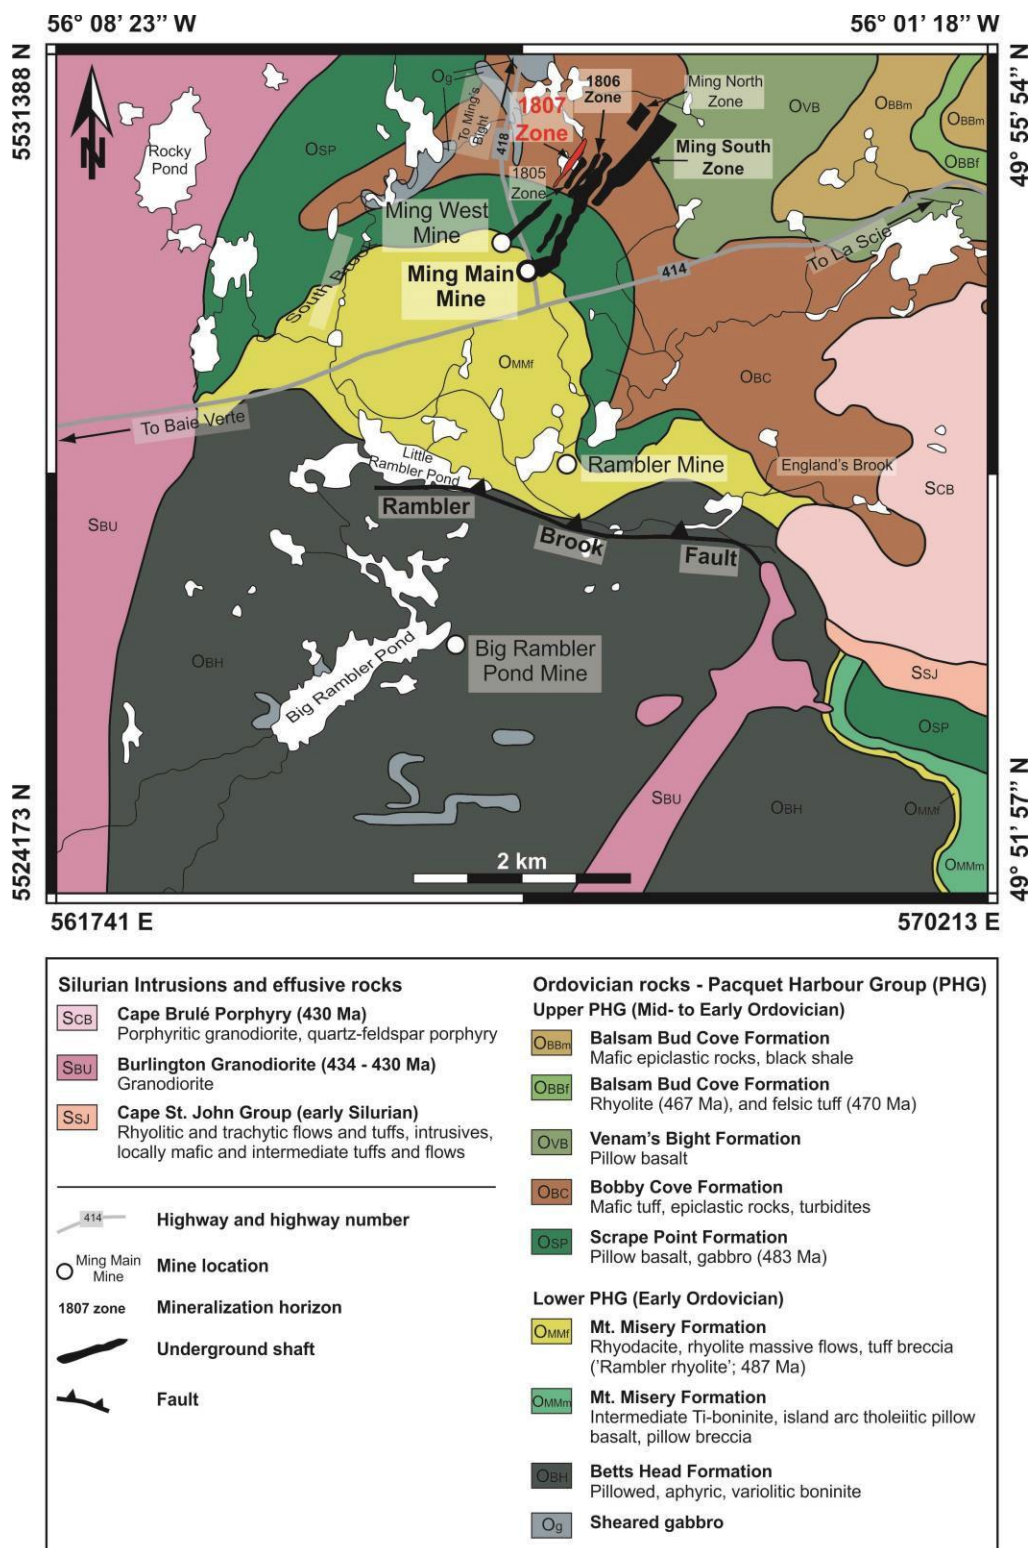 56° 08’ 23’’ W
56° 01’ 18’’ W
5531388 N
49° 55’ 54’’ N
Og
To Ming’s
Bight
418
1807
Zone
1806
Zone
Ming North
Zone
OVB
OBBm
OBBm
OBBf
N
Rocky
Pond
OSP
1805
Zone
Ming South
Zone
Ming West
Mine
South Brook
Ming Main
Mine
414
To La Scie
OMMf
OBC
To Baie Verte
Little
Rambler Pond
Rambler Mine
England’s Brook
SCB
Rambler
Brook
Fault
SBU
OBH
Big Rambler Pond
Big Rambler
Pond Mine
SSJ
OSP
SBU
OBH
OMMf
OMMm
2 km
5524173 N
49° 51’ 57’’ N
561741 E
570213 E
Silurian Intrusions and effusive rocks
SCB
Cape Brulé Porphyry (430 Ma)
Porphyritic granodiorite, quartz-feldspar porphyry
SBU
Burlington Granodiorite (434 - 430 Ma)
Granodiorite
SSJ
Cape St. John Group (early Silurian)
Rhyolitic and trachytic flows and tuffs, intrusives,
locally mafic and intermediate tuffs and flows
414
Highway and highway number
Ming Main
Mine
Mine location
1807 zone
Mineralization horizon
Underground shaft
Fault
Ordovician rocks - Pacquet Harbour Group (PHG)
Upper PHG (Mid- to Early Ordovician)
OBBm
Balsam Bud Cove Formation
Mafic epiclastic rocks, black shale
OBBf
Balsam Bud Cove Formation
Rhyolite (467 Ma), and felsic tuff (470 Ma)
OVB
Venam’s Bight Formation
Pillow basalt
OBC
Bobby Cove Formation
Mafic tuff, epiclastic rocks, turbidites
OSP
Scrape Point Formation
Pillow basalt, gabbro (483 Ma)
Lower PHG (Early Ordovician)
OMMf
Mt. Misery Formation
Rhyodacite, rhyolite massive flows, tuff breccia
(’Rambler rhyolite’; 487 Ma)
OMMm
Mt. Misery Formation
Intermediate Ti-boninite, island arc tholeiitic pillow
basalt, pillow breccia
OBH
Betts Head Formation
Pillowed, aphyric, variolitic boninite
Og
Sheared gabbro